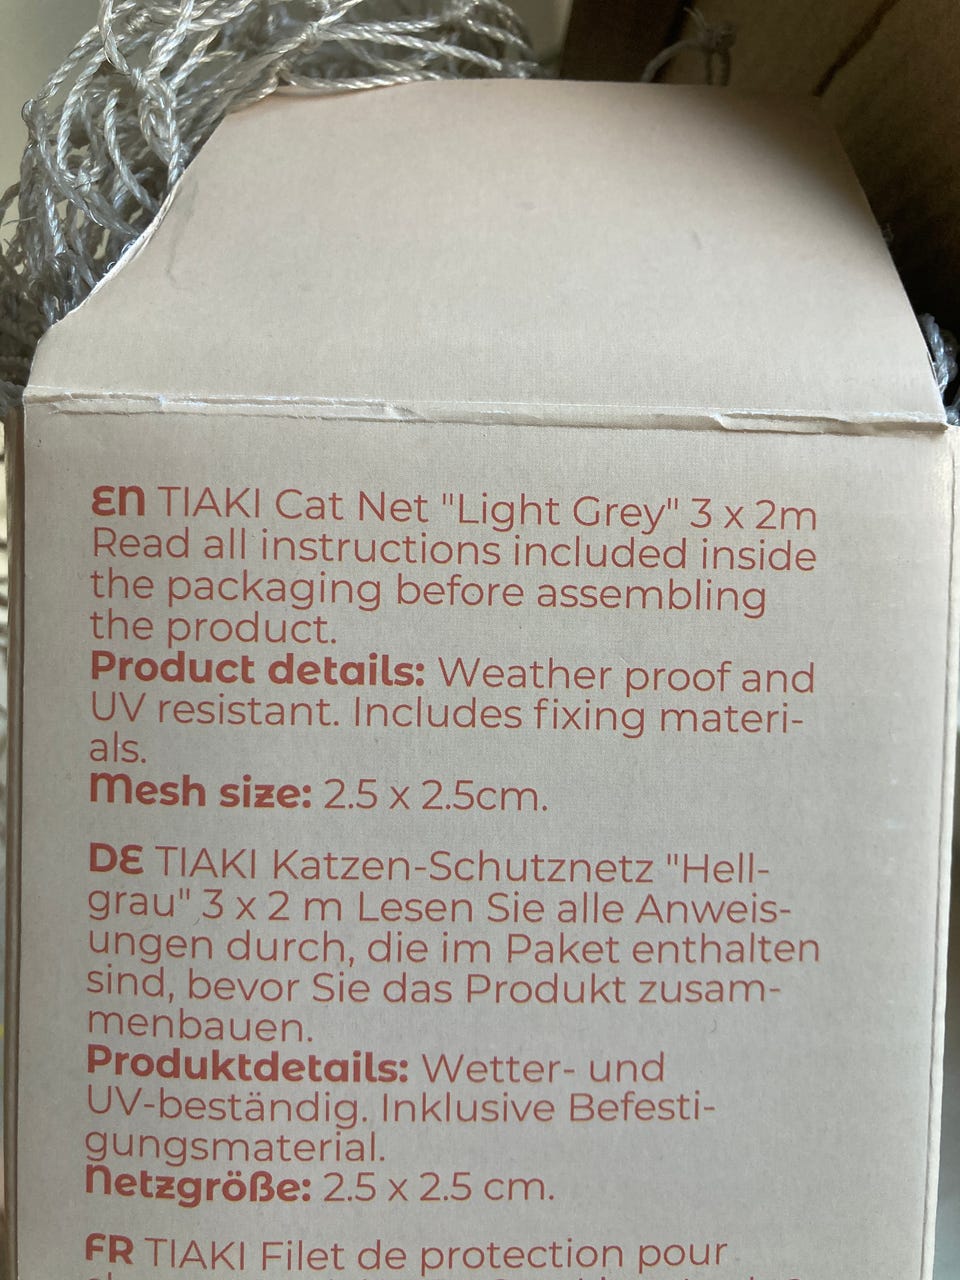 EN TIAKI Cat Net "Light Grey" 3 x 2m
Read all instructions included inside
the packaging before assembling
the product.
Product details: Weather proof and
UV resistant. Includes fixing materi-
als.
Mesh size: 2.5 x 2.5cm.
DE TIAKI Katzen-Schutznetz "Hell-
grau" 3 x 2 m Lesen Sie alle Anweis-
ungen durch, die im Paket enthalten
sind, bevor Sie das Produkt zusam-
menbauen.
Produktdetails: Wetter- und
UV-beständig. Inklusive Befesti-
gungsmaterial.
Netzgröße: 2.5 x 2.5 cm.
FR TIAKI Filet de protection pour